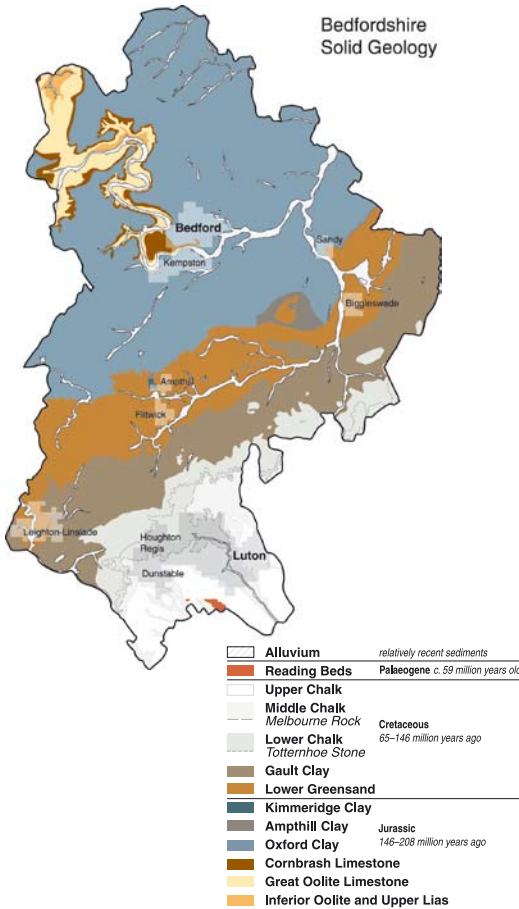 Bedfordshire
Solid Geology
Bedford
Kempston
Sandy
Biggleswade
Ampthill
Flitwick
Leighton-Linslade
Houghton
Regis
Luton
Dunstable
Alluvium relatively recent sediments
Reading Beds Palaeogene c. 59 million years old
Upper Chalk
Middle Chalk
Melbourne Rock
Cretaceous
65–146 million years ago
Lower Chalk
Totternhoe Stone
Gault Clay
Lower Greensand
Kimmeridge Clay
Ampthill Clay
Jurassic
146–208 million years ago
Oxford Clay
Cornbrash Limestone
Great Oolite Limestone
Inferior Oolite and Upper Lias